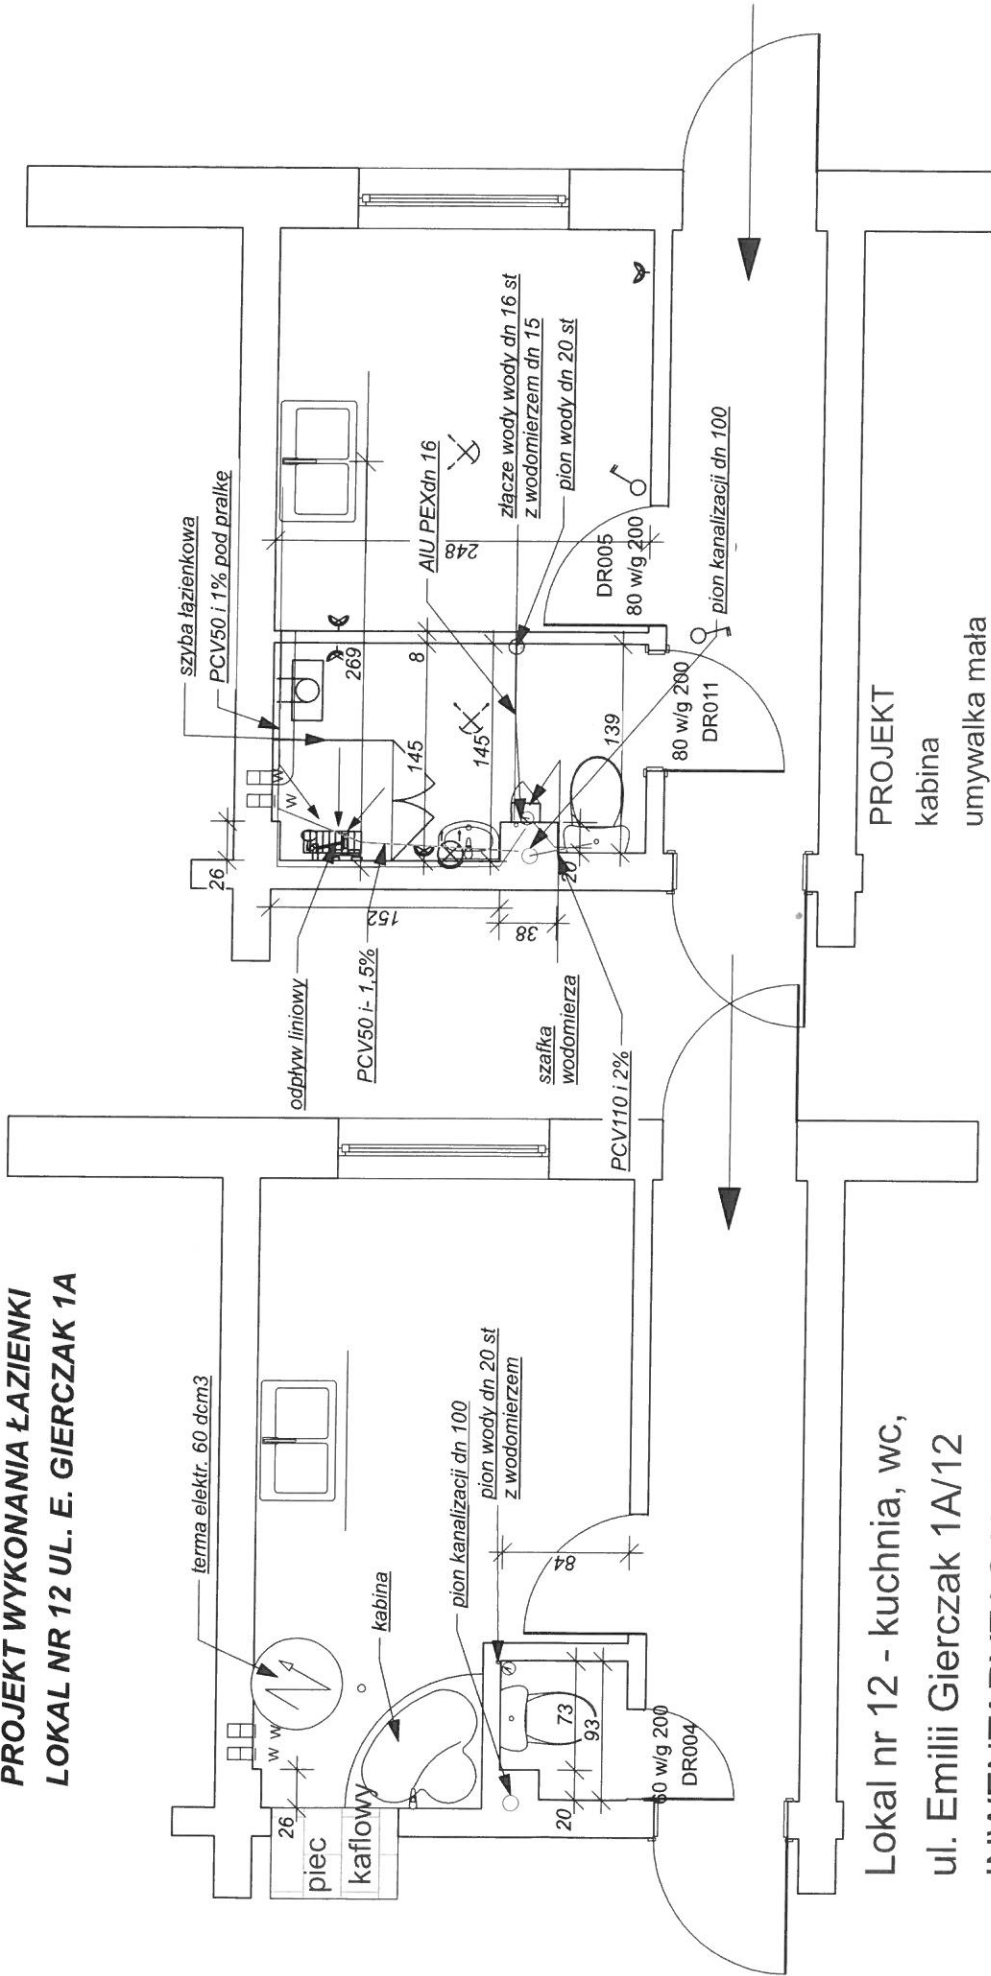 PROJEKT WYKONANIA ŁAZIENKI
LOKAL NR 12 UL. E. GIERCZAK 1A
terma elektr. 60 dcm3
W
W
26
piec
kaflowy
kabina
pion kanalizacji dn 100
pion wody dn 20 st
z wodomierzem
84
73
93
20
60 w/g 200
DR004
Lokal nr 12 - kuchnia, wc,
ul. Emilii Gierczak 1A/12
szyba łązienkowa
PCV50 i 1% pod pralkę
W
W
26
269
8
145
145
139
20
152
38
248
odpływ liniowy
PCV50 i- 1,5%
szafka
wodomierza
PCV110 i 2%
AlU PEXdn 16
złącze wody wody dn 16 st
z wodomierzem dn 15
pion wody dn 20 st
DR005
80 w/g 200
pion kanalizacji dn 100
80 w/g 200
DR011
PROJEKT
kabina
umywalka mała